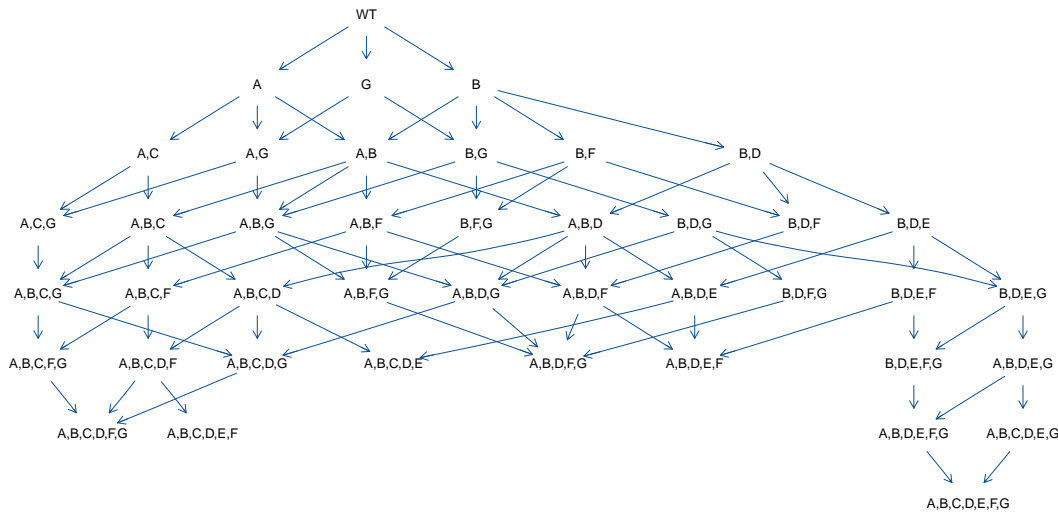 WT
A G B
A,C A,G A,B B,G B,F B,D
A,C,G A,B,C A,B,G A,B,F B,F,G A,B,D B,D,G B,D,F B,D,E
A,B,C,G A,B,C,F A,B,C,D A,B,F,G A,B,D,G A,B,D,F A,B,D,E B,D,F,G B,D,E,F B,D,E,G
A,B,C,F,G A,B,C,D,F A,B,C,D,G A,B,C,D,E A,B,D,F,G A,B,D,E,F B,D,E,F,G A,B,D,E,G
A,B,C,D,F,G A,B,C,D,E,F A,B,D,E,F,G A,B,C,D,E,G
A,B,C,D,E,F,G